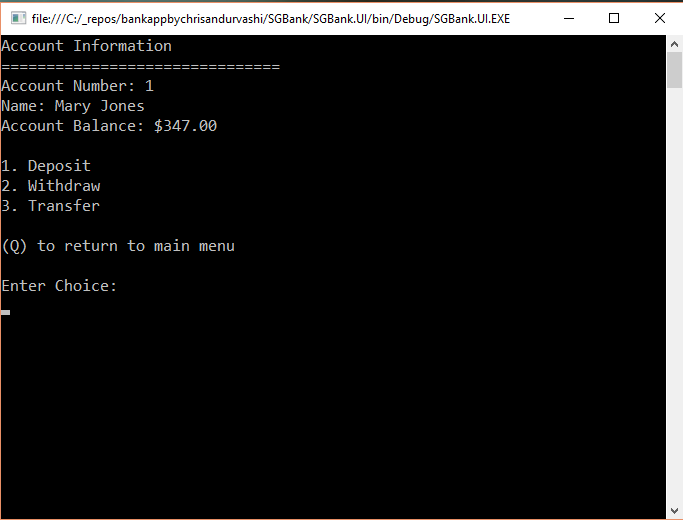 file:///C:/_repos/bankappbychrisandurvashi/SGBank/SGBank.UI/bin/Debug/SGBank.UI.EXE
Account Information
===============================
Account Number: 1
Name: Mary Jones
Account Balance: $347.00
1. Deposit
2. Withdraw
3. Transfer
(Q) to return to main menu
Enter Choice: